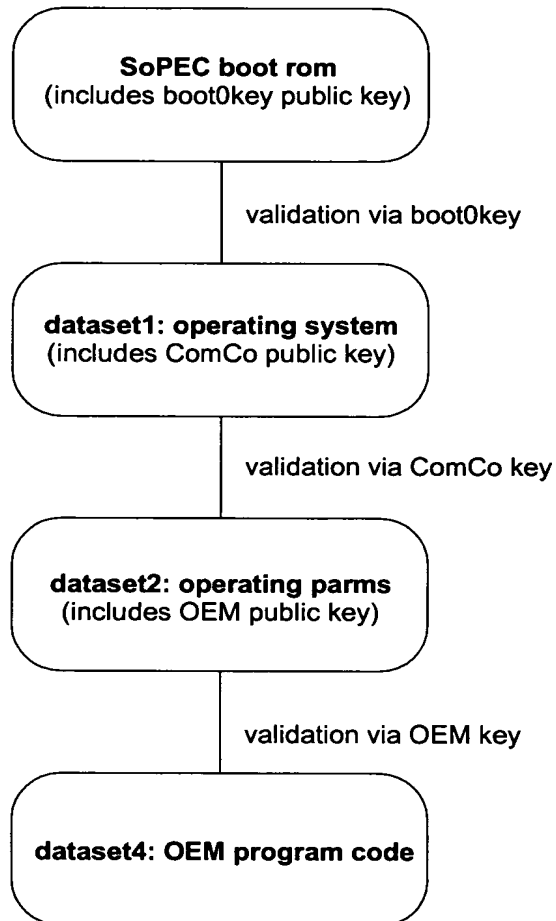 SoPEC boot rom
(includes boot0key public key)
validation via boot0key
dataset1: operating system
(includes ComCo public key)
validation via ComCo key
dataset2: operating parms
(includes OEM public key)
validation via OEM key
dataset4: OEM program code